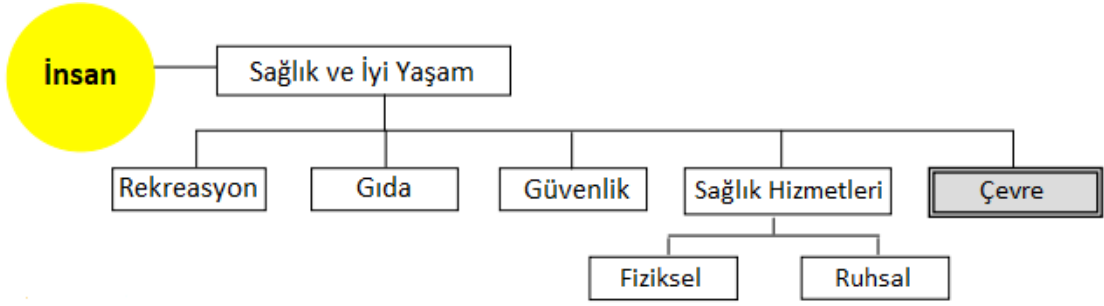 İnsan
Sağlık ve İyi Yaşam
Rekreasyon
Gıda
Güvenlik
Sağlık Hizmetleri
Çevre
Fiziksel
Ruhsal